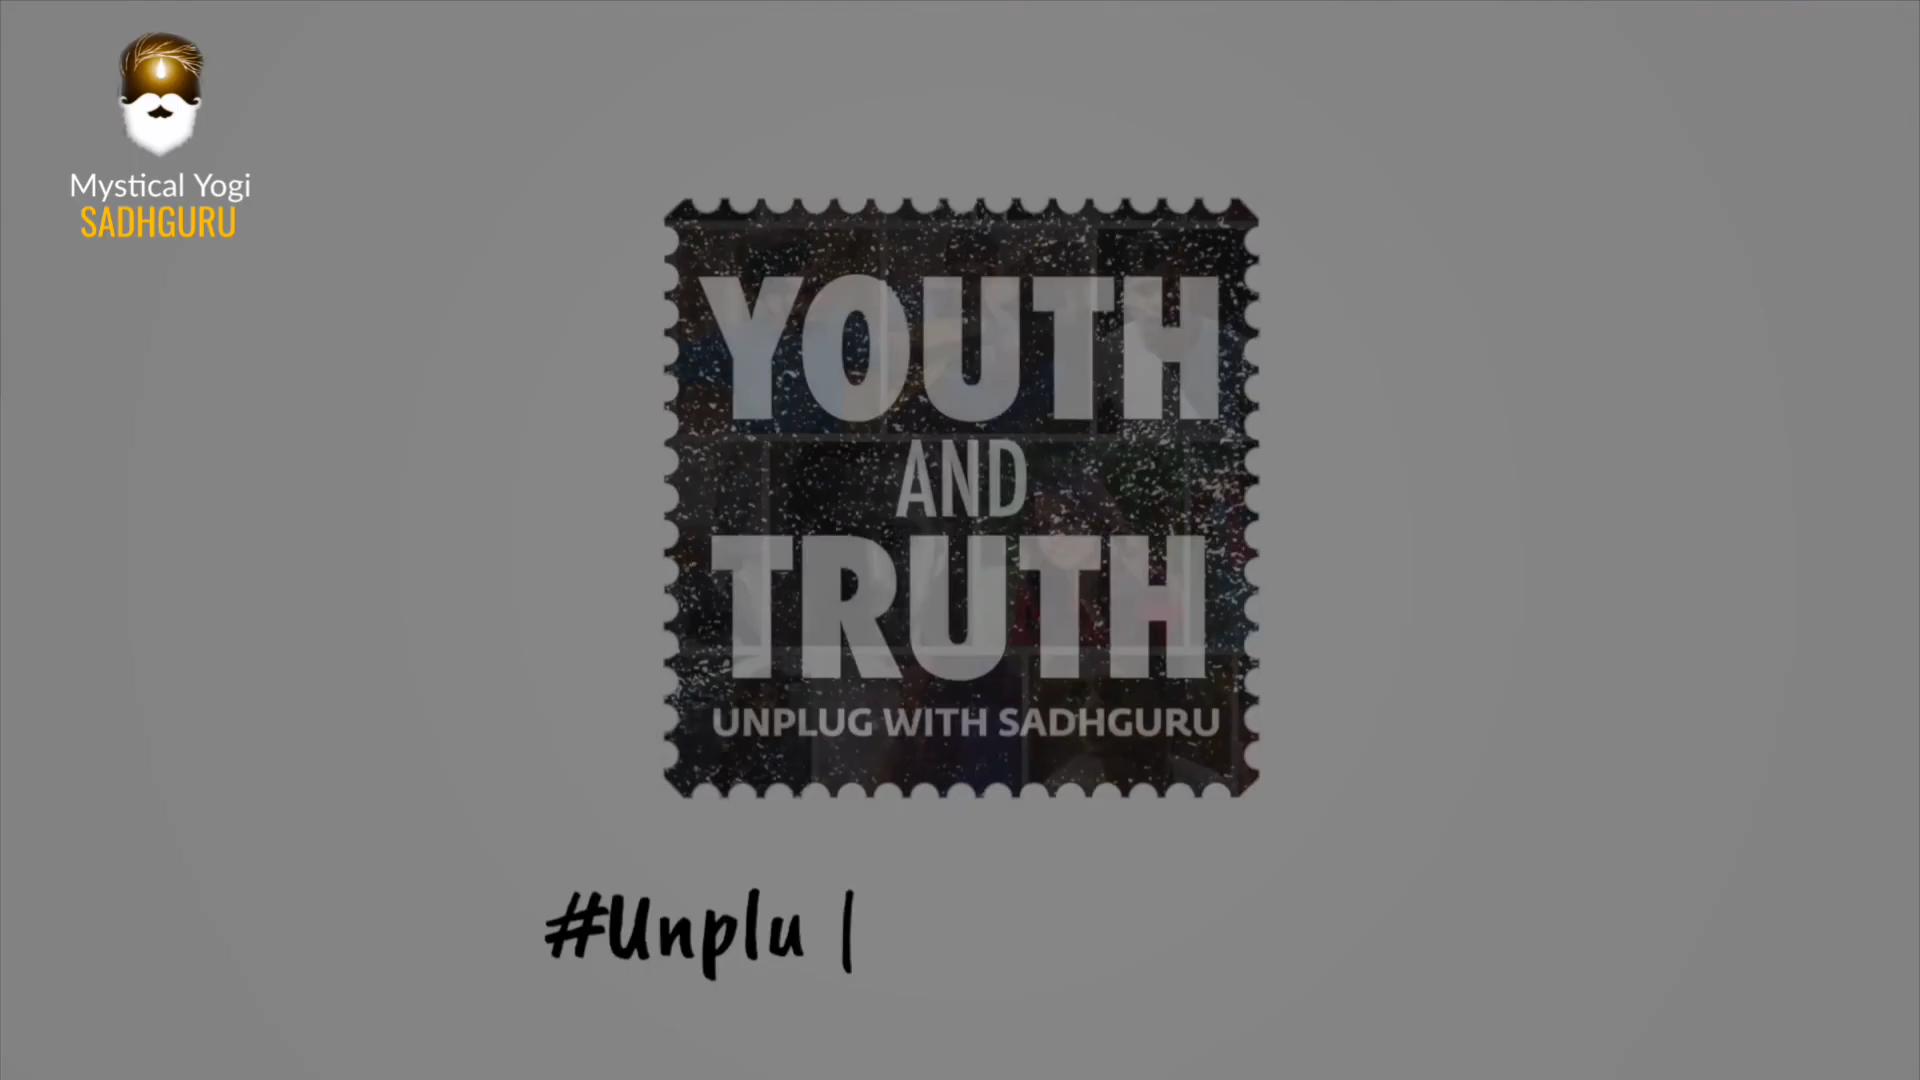 Mystical Yogi
SADHGURU
YOUTH
AND
TRUTH
UNPLUG WITH SADHGURU
#Unplu |